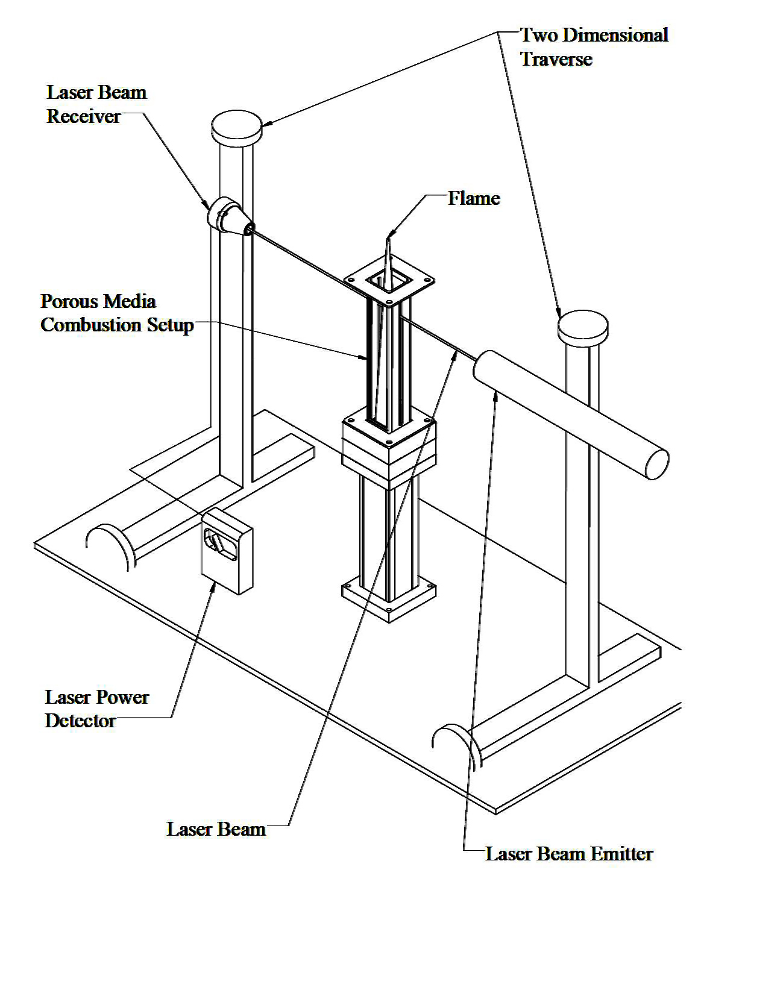 Two Dimensional
Traverse
Laser Beam
Receiver
Flame
Porous Media
Combustion Setup
Laser Power
Detector
Laser Beam
Laser Beam Emitter